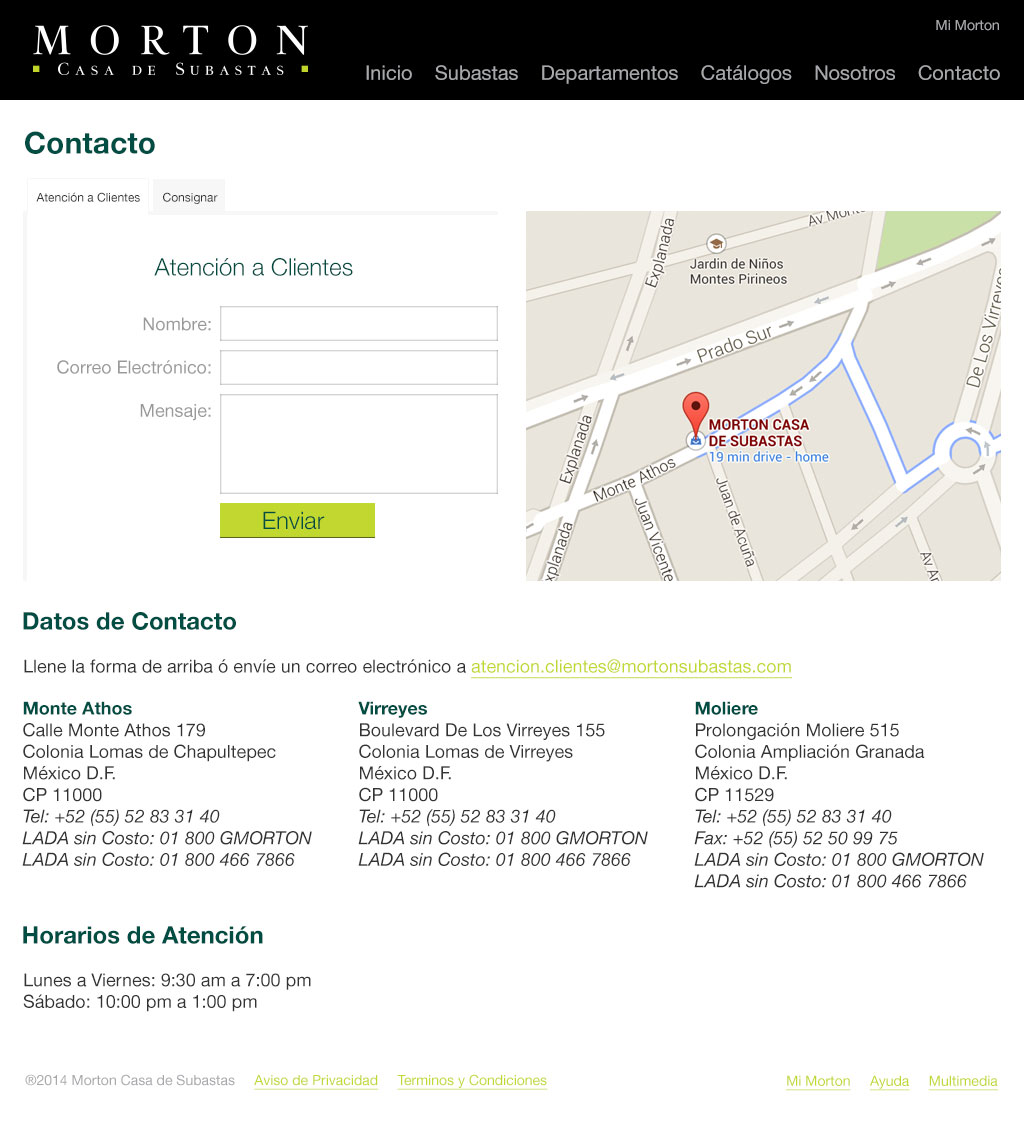 MORTON
CASA DE SUBASTAS
Mi Morton
Inicio Subastas Departamentos Catálogos Nosotros Contacto
Contacto
Atención a Clientes Consignar
Atención a Clientes
Nombre:
Correo Electrónico:
Mensaje:
Enviar
Explanada
Jardin de Niños
Montes Pirineos
Prado Sur
De Los Virreyes
MORTON CASA
DE SUBASTAS
19 min drive - home
Explanada
Monte Athos
Juan Vicente
Juan de Acuña
Datos de Contacto
Llene la forma de arriba ó envíe un correo electrónico a atencion.clientes@mortonsubastas.com
Monte Athos
Calle Monte Athos 179
Colonia Lomas de Chapultepec
México D.F.
CP 11000
Tel: +52 (55) 52 83 31 40
LADA sin Costo: 01 800 GMORTON
LADA sin Costo: 01 800 466 7866
Virreyes
Boulevard De Los Virreyes 155
Colonia Lomas de Virreyes
México D.F.
CP 11000
Tel: +52 (55) 52 83 31 40
LADA sin Costo: 01 800 GMORTON
LADA sin Costo: 01 800 466 7866
Moliere
Prolongación Moliere 515
Colonia Ampliación Granada
México D.F.
CP 11529
Tel: +52 (55) 52 83 31 40
Fax: +52 (55) 52 50 99 75
LADA sin Costo: 01 800 GMORTON
LADA sin Costo: 01 800 466 7866
Horarios de Atención
Lunes a Viernes: 9:30 am a 7:00 pm
Sábado: 10:00 pm a 1:00 pm
®2014 Morton Casa de Subastas Aviso de Privacidad Terminos y Condiciones Mi Morton Ayuda Multimedia